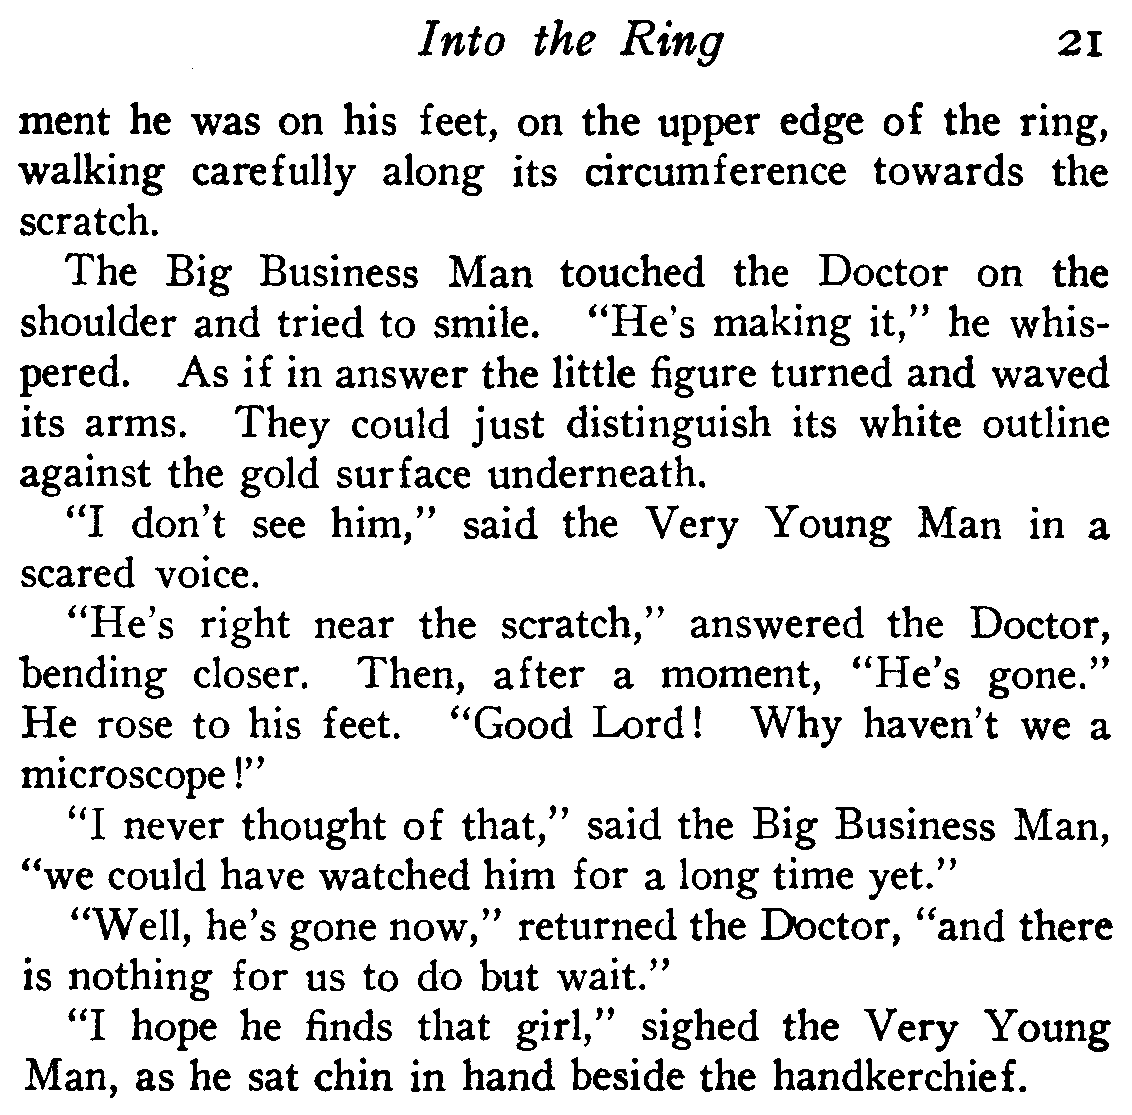 Into the Ring 21
ment he was on his feet, on the upper edge of the ring,
walking carefully along its circumference towards the
scratch.
The Big Business Man touched the Doctor on the
shoulder and tried to smile. "He's making it," he whis-
pered. As if in answer the little figure turned and waved
its arms. They could just distinguish its white outline
against the gold surface underneath.
"I don't see him," said the Very Young Man in a
scared voice.
"He's right near the scratch," answered the Doctor,
bending closer. Then, after a moment, "He's gone."
He rose to his feet. "Good Lord! Why haven't we a
microscope!"
"I never thought of that," said the Big Business Man,
"we could have watched him for a long time yet."
"Well, he's gone now," returned the Doctor, "and there
is nothing for us to do but wait."
"I hope he finds that girl," sighed the Very Young
Man, as he sat chin in hand beside the handkerchief.